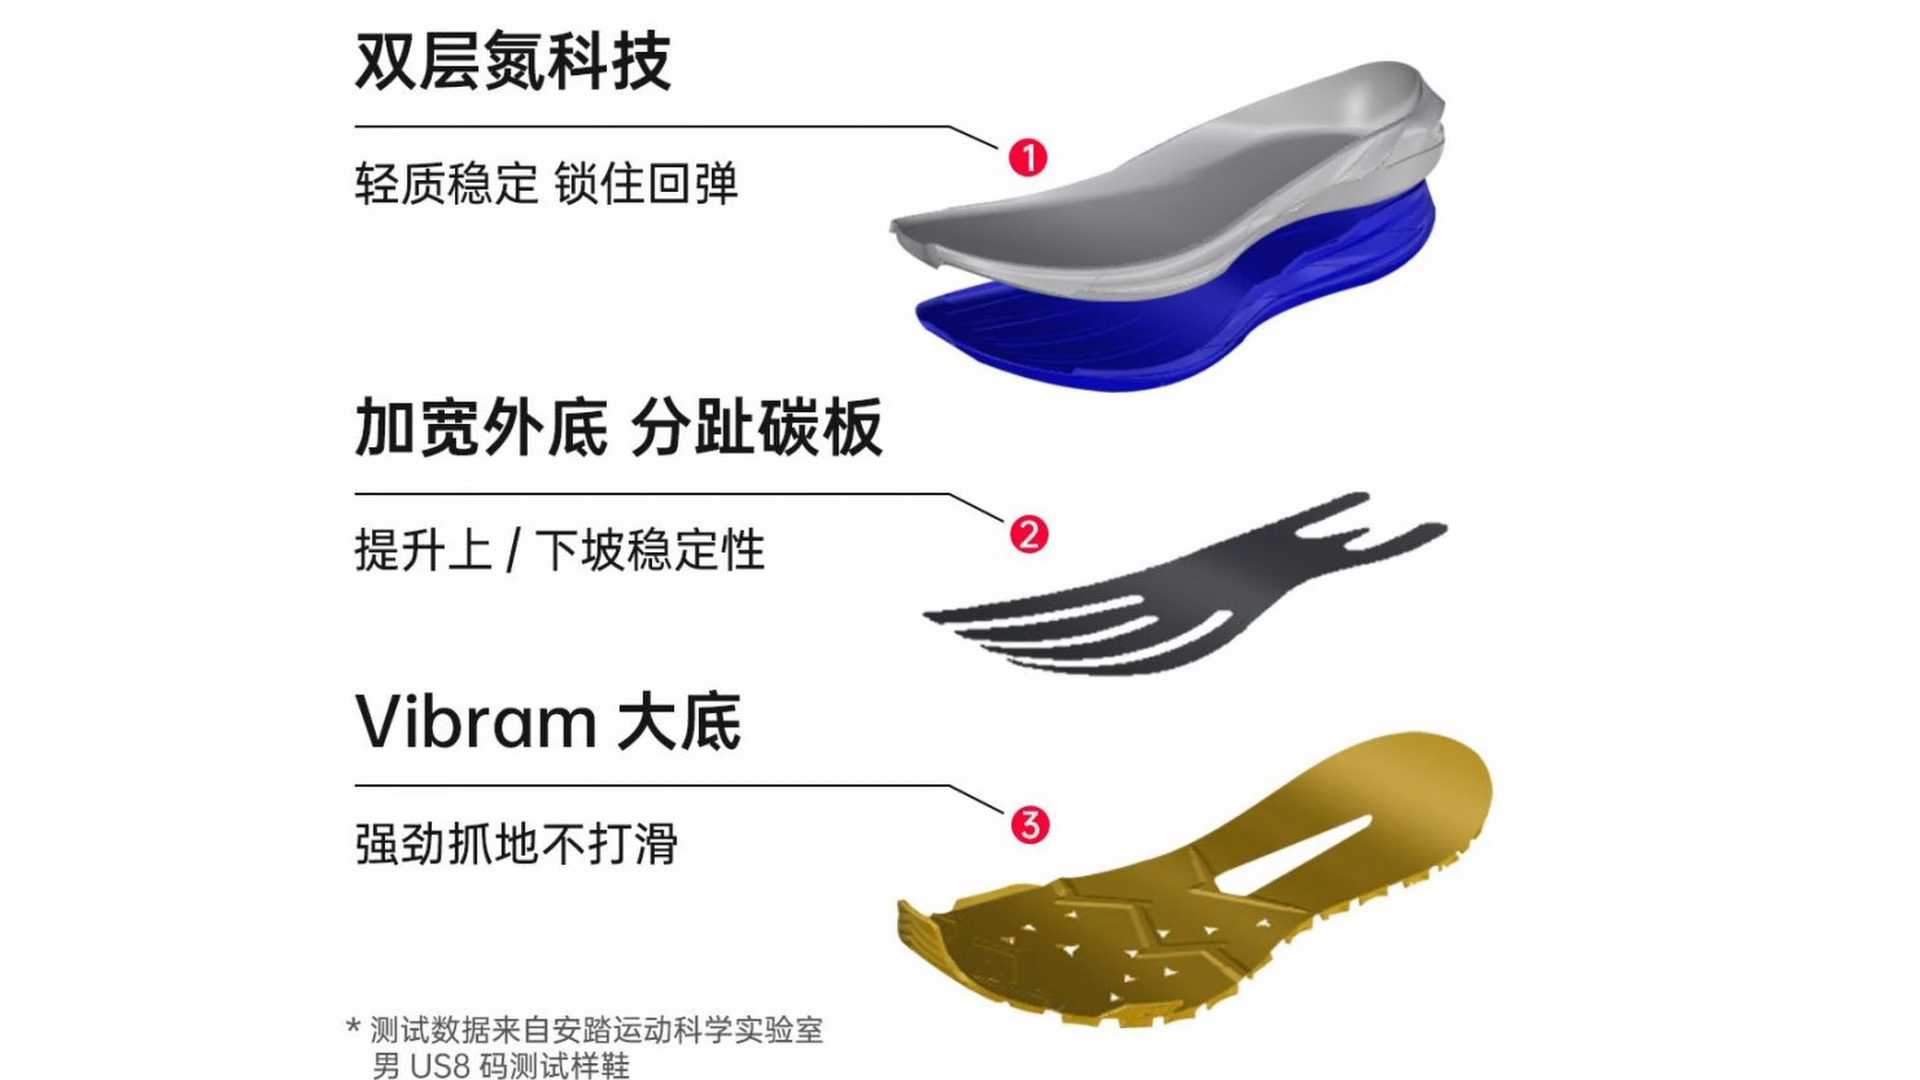 双层氮科技
轻质稳定 锁住回弹
1
加宽外底 分趾碳板
提升上 / 下坡稳定性
2
Vibram 大底
强劲抓地不打滑
3
* 测试数据来自安踏运动科学实验室
男 US8 码测试样鞋